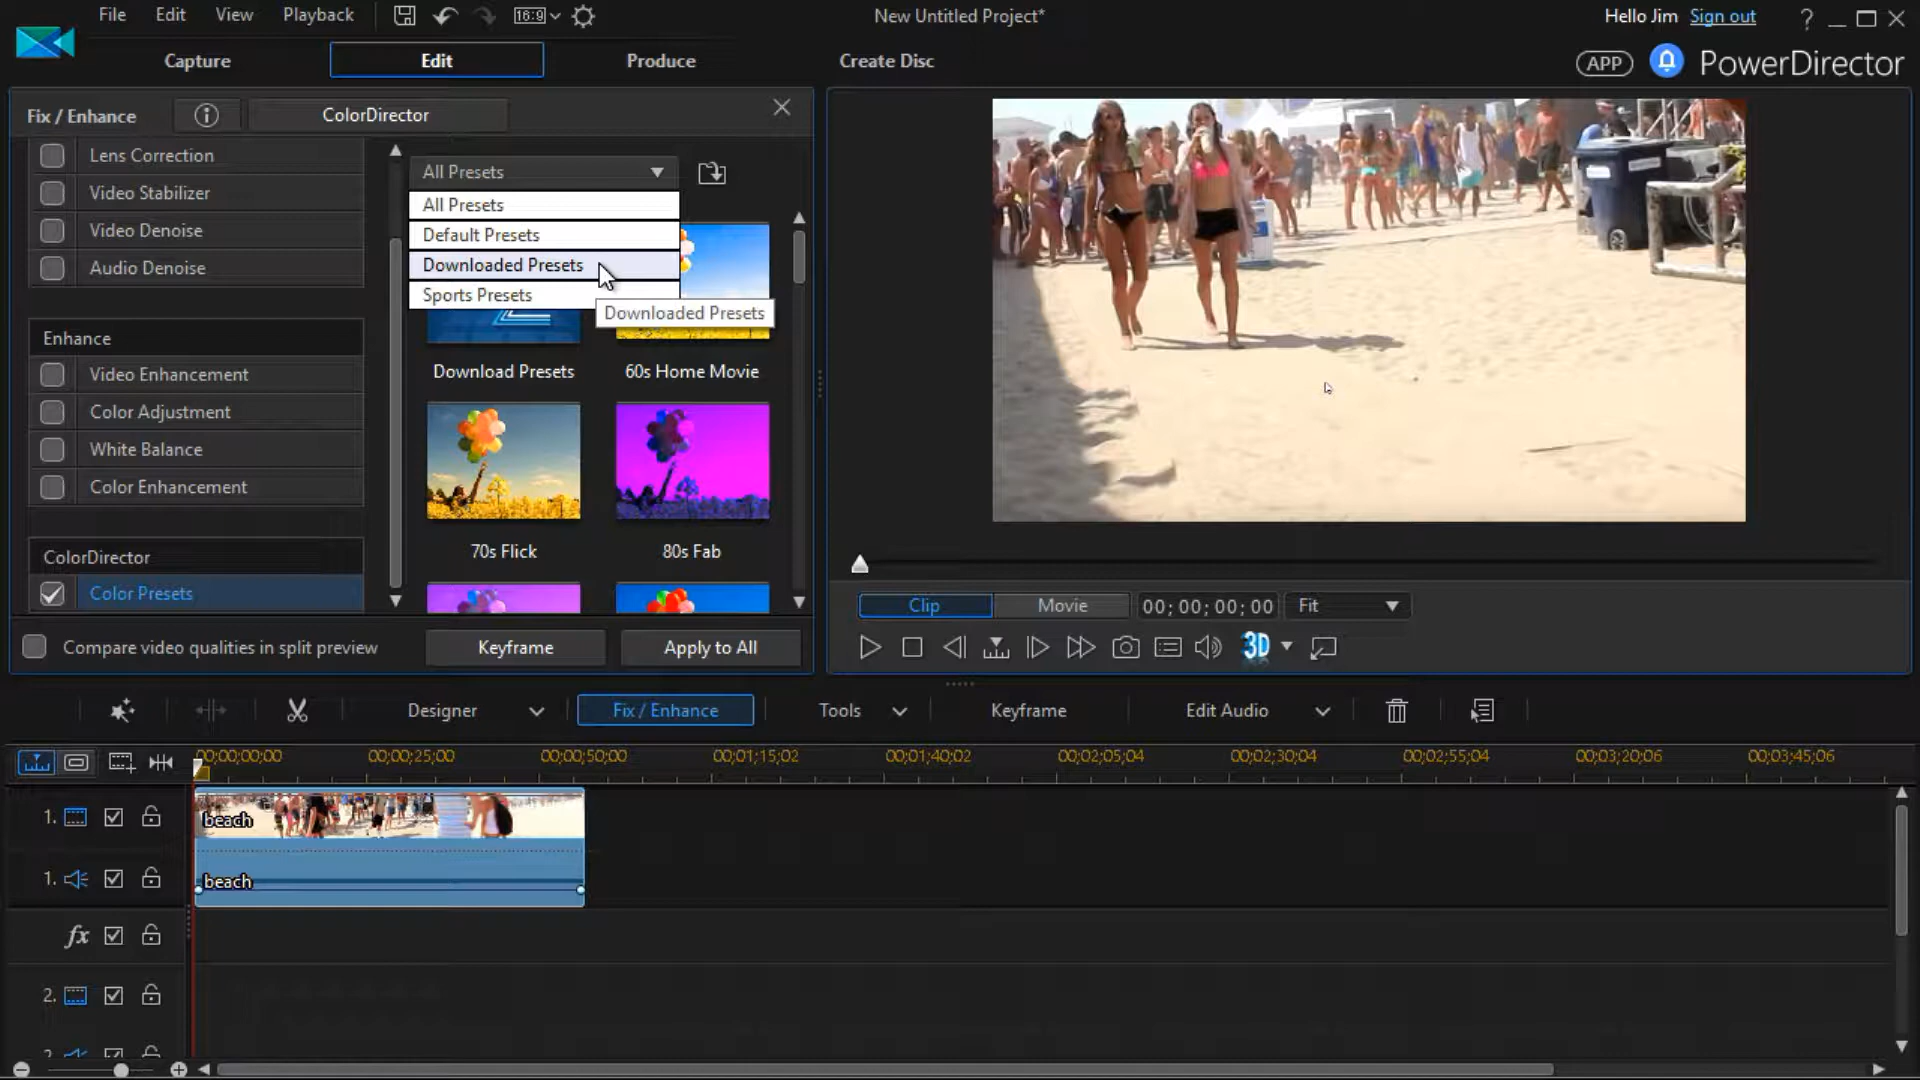 File Edit View Playback 16:9 New Untitled Project* Hello Jim Sign out ?
Capture Edit Produce Create Disc APP PowerDirector
Fix / Enhance i ColorDirector
Lens Correction
Video Stabilizer
Video Denoise
Audio Denoise
Enhance
Video Enhancement
Color Adjustment
White Balance
Color Enhancement
ColorDirector
Color Presets
All Presets
All Presets
Default Presets
Downloaded Presets
Sports Presets
Downloaded Presets
Download Presets 60s Home Movie
70s Flick 80s Fab
Compare video qualities in split preview Keyframe Apply to All
Clip Movie 00;00;00;00 Fit
3D
Designer Fix / Enhance Tools Keyframe Edit Audio
00;00;00;00 00;00;25;00 00;00;50;00 00;01;15;02 00;01;40;02 00;02;05;04 00;02;30;04 00;02;55;04 00;03;20;06 00;03;45;06
1. beach
1. beach
fx
2.
2.